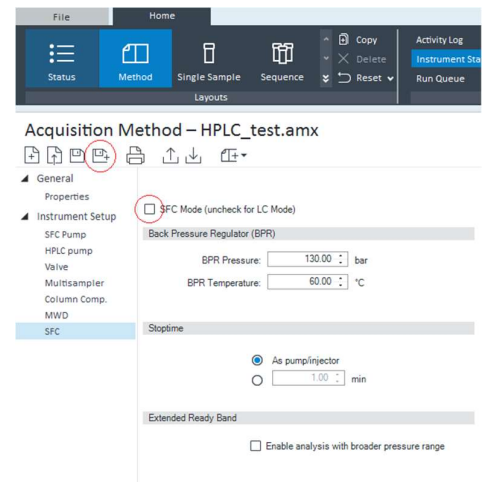 File Home
Copy Activity Log
Delete Instrument Sta
Status Method Single Sample Sequence Reset Run Queue
Layouts
Acquisition Method – HPLC_test.amx
General
Properties
Instrument Setup
SFC Pump
HPLC pump
Valve
Multisampler
Column Comp.
MWD
SFC
SFC Mode (uncheck for LC Mode)
Back Pressure Regulator (BPR)
BPR Pressure: 130.00 bar
BPR Temperature: 60.00 °C
Stoptime
As pump/injector
1.00 min
Extended Ready Band
Enable analysis with broader pressure range